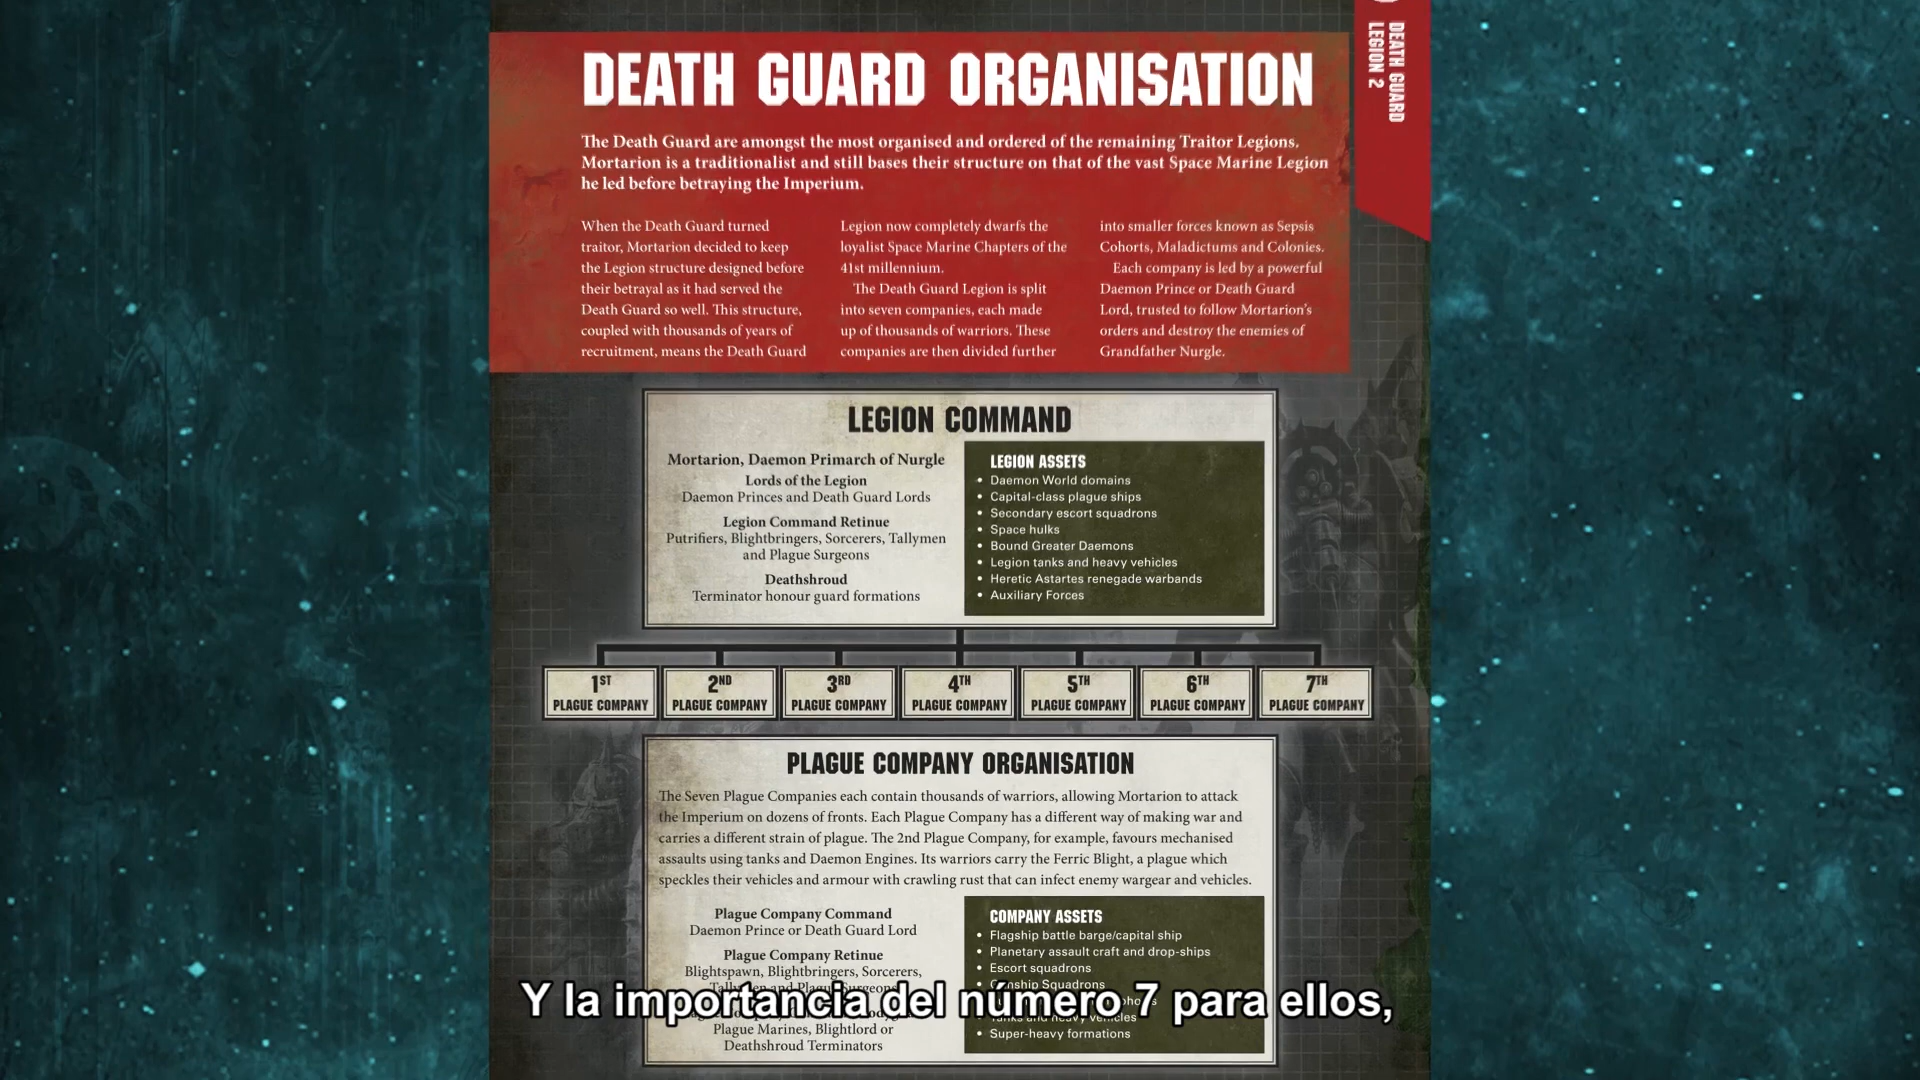 DEATH GUARD
LEGION 2
DEATH GUARD ORGANISATION
The Death Guard are amongst the most organised and ordered of the remaining Traitor Legions.
Mortarion is a traditionalist and still bases their structure on that of the vast Space Marine Legion
he led before betraying the Imperium.
When the Death Guard turned
traitor, Mortarion decided to keep
the Legion structure designed before
their betrayal as it had served the
Death Guard so well. This structure,
coupled with thousands of years of
recruitment, means the Death Guard
Legion now completely dwarfs the
loyalist Space Marine Chapters of the
41st millennium.
The Death Guard Legion is split
into seven companies, each made
up of thousands of warriors. These
companies are then divided further
into smaller forces known as Sepsis
Cohorts, Maladictums and Colonies.
Each company is led by a powerful
Daemon Prince or Death Guard
Lord, trusted to follow Mortarion's
orders and destroy the enemies of
Grandfather Nurgle.
LEGION COMMAND
Mortarion, Daemon Primarch of Nurgle
Lords of the Legion
Daemon Princes and Death Guard Lords
Legion Command Retinue
Putrifiers, Blightbringers, Sorcerers, Tallymen
and Plague Surgeons
Deathshroud
Terminator honour guard formations
LEGION ASSETS
• Daemon World domains
• Capital-class plague ships
• Secondary escort squadrons
• Space hulks
• Bound Greater Daemons
• Legion tanks and heavy vehicles
• Heretic Astartes renegade warbands
• Auxiliary Forces
1ST
PLAGUE COMPANY
2ND
PLAGUE COMPANY
3RD
PLAGUE COMPANY
4TH
PLAGUE COMPANY
5TH
PLAGUE COMPANY
6TH
PLAGUE COMPANY
7TH
PLAGUE COMPANY
PLAGUE COMPANY ORGANISATION
The Seven Plague Companies each contain thousands of warriors, allowing Mortarion to attack
the Imperium on dozens of fronts. Each Plague Company has a different way of making war and
carries a different strain of plague. The 2nd Plague Company, for example, favours mechanised
assaults using tanks and Daemon Engines. Its warriors carry the Ferric Blight, a plague which
speckles their vehicles and armour with crawling rust that can infect enemy wargear and vehicles.
Plague Company Command
Daemon Prince or Death Guard Lord
Plague Company Retinue
Blightspawn, Blightbringers, Sorcerers,
Tallymen and Plague Surgeons
Plague Marines, Blightlord or
Deathshroud Terminators
COMPANY ASSETS
• Flagship battle barge/capital ship
• Planetary assault craft and drop-ships
• Escort squadrons
• Gunship Squadrons
• Tanks and heavy vehicles
• Super-heavy formations
Y la importancia del número 7 para ellos,